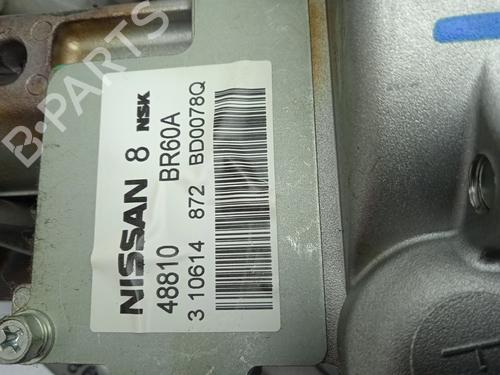 NISSAN 8 NSK
48810 BR60A
3 10614 872 BD0078Q
B-PARTS